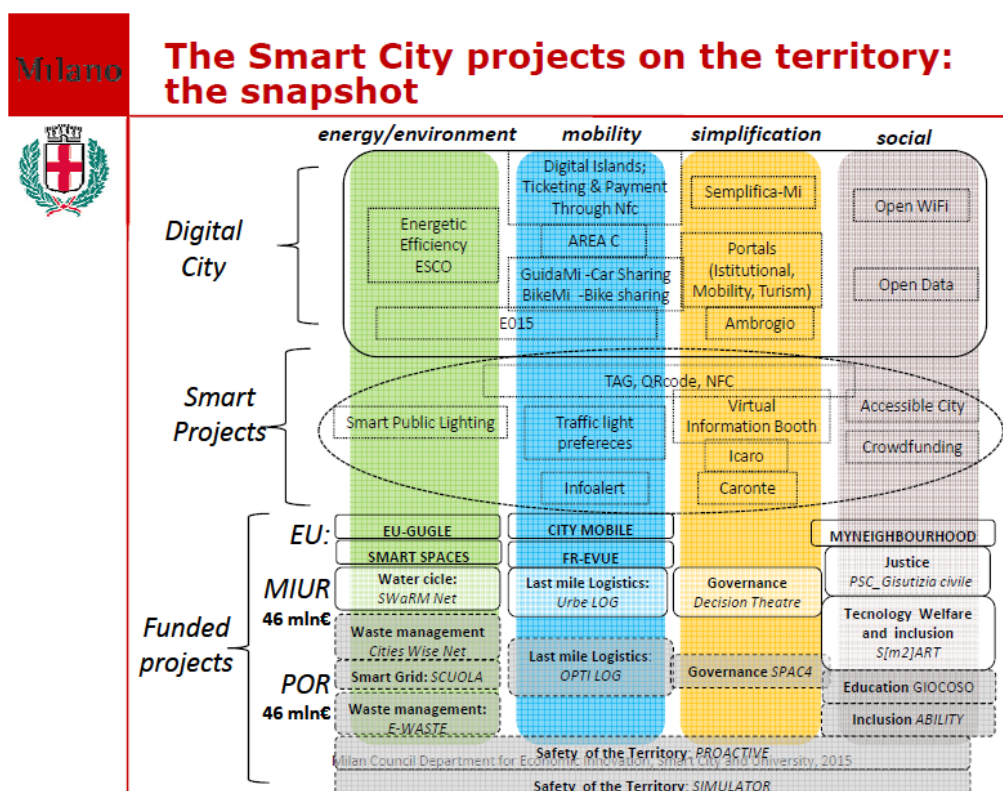 Milano
The Smart City projects on the territory:
the snapshot
energy/environment mobility simplification social
Digital
City
Energetic
Efficiency
ESCO
Digital Islands;
Ticketing & Payment
Through Nfc
AREA C
GuidaMi -Car Sharing
BikeMi -Bike sharing
E015
Semplifica-Mi
Portals
(Istitutional,
Mobility, Turism)
Ambrogio
Open WiFi
Open Data
Smart
Projects
TAG, QRcode, NFC
Smart Public Lighting
Traffic light
prefereces
Infoalert
Virtual
Information Booth
Icaro
Caronte
Accessible City
Crowdfunding
Funded
projects
EU:
EU-GUGLE
SMART SPACES
CITY MOBILE
FR-EVUE
MYNEIGHBOURHOOD
MIUR
46 mln€
Water cicle:
SWaRM Net
Last mile Logistics:
Urbe LOG
Governance
Decision Theatre
Justice
PSC_Gisutizia civile
Tecnology Welfare
and inclusion
S[m2]ART
POR
46 mln€
Waste management
Cities Wise Net
Smart Grid: SCUOLA
Waste management:
E-WASTE
Last mile Logistics:
OPTI LOG
Governance SPAC4
Education GIOCOSO
Inclusion ABILITY
Safety of the Territory: PROACTIVE
Milan Council Department for Economic Innovation, Smart City and University, 2015
Safety of the Territory: SIMULATOR